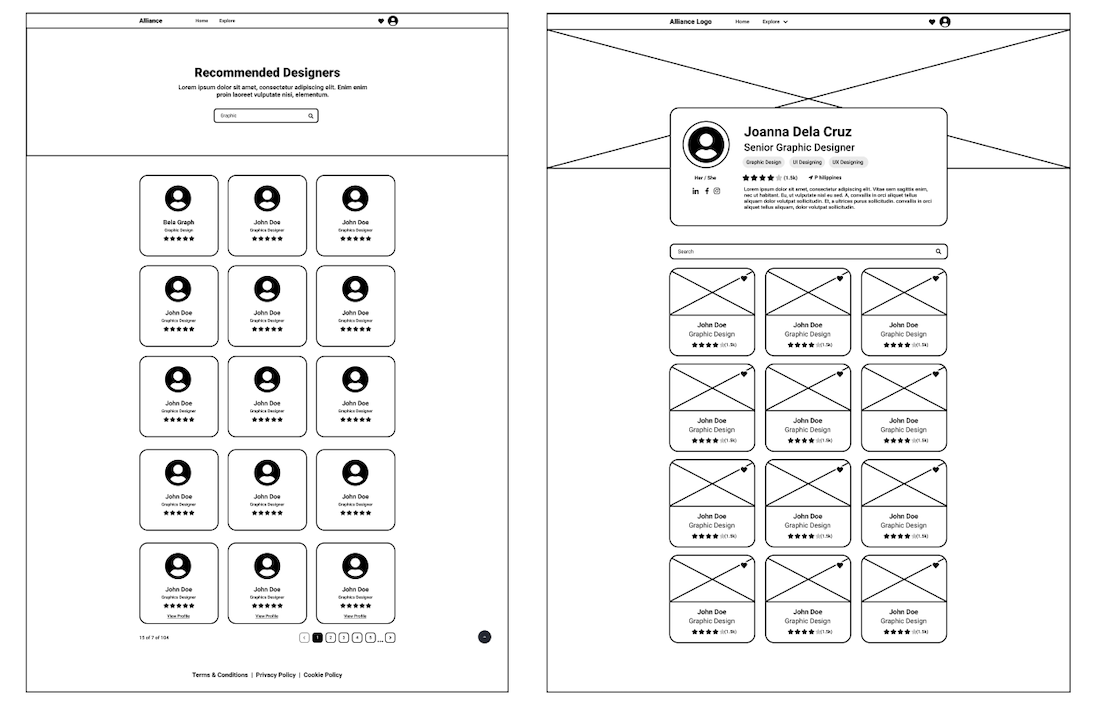 Alliance Home Explore
Recommended Designers
Lorem ipsum dolor sit amet, consectetur adipiscing elit. Enim enim
proin laoreet vulputate nisi, elementum.
Graphic
Bela Graph John Doe John Doe
Graphic Design Graphics Designer Graphics Designer
John Doe John Doe John Doe
Graphics Designer Graphics Designer Graphics Designer
John Doe John Doe John Doe
Graphics Designer Graphics Designer Graphics Designer
John Doe John Doe John Doe
Graphics Designer Graphics Designer Graphics Designer
John Doe John Doe John Doe
Graphics Designer Graphics Designer Graphics Designer
View Profile View Profile View Profile
15 of 7 of 104 < 1 2 3 4 5 ... >
Terms & Conditions | Privacy Policy | Cookie Policy
Alliance Logo Home Explore
Joanna Dela Cruz
Senior Graphic Designer
Graphic Design UI Designing UX Designing
Her / She (1.5k) P hilippines
Lorem ipsum dolor sit amet, consectetur adipiscing elit. Vitae sem sagittis enim,
nec ut habitant. Eu, ut vulputate nisl eu sed. A, convallis in orci aliquet tellus
aliquam enim, dolor volutpat sollicitudin. Et, a ultrices purus sollicitudin. convallis in orci
aliquet tellus aliquam, dolor volutpat sollicitudin.
Search
John Doe John Doe John Doe
Graphic Design Graphic Design Graphic Design
(1.5k) (1.5k) (1.5k)
John Doe John Doe John Doe
Graphic Design Graphic Design Graphic Design
(1.5k) (1.5k) (1.5k)
John Doe John Doe John Doe
Graphic Design Graphic Design Graphic Design
(1.5k) (1.5k) (1.5k)
John Doe John Doe John Doe
Graphic Design Graphic Design Graphic Design
(1.5k) (1.5k) (1.5k)